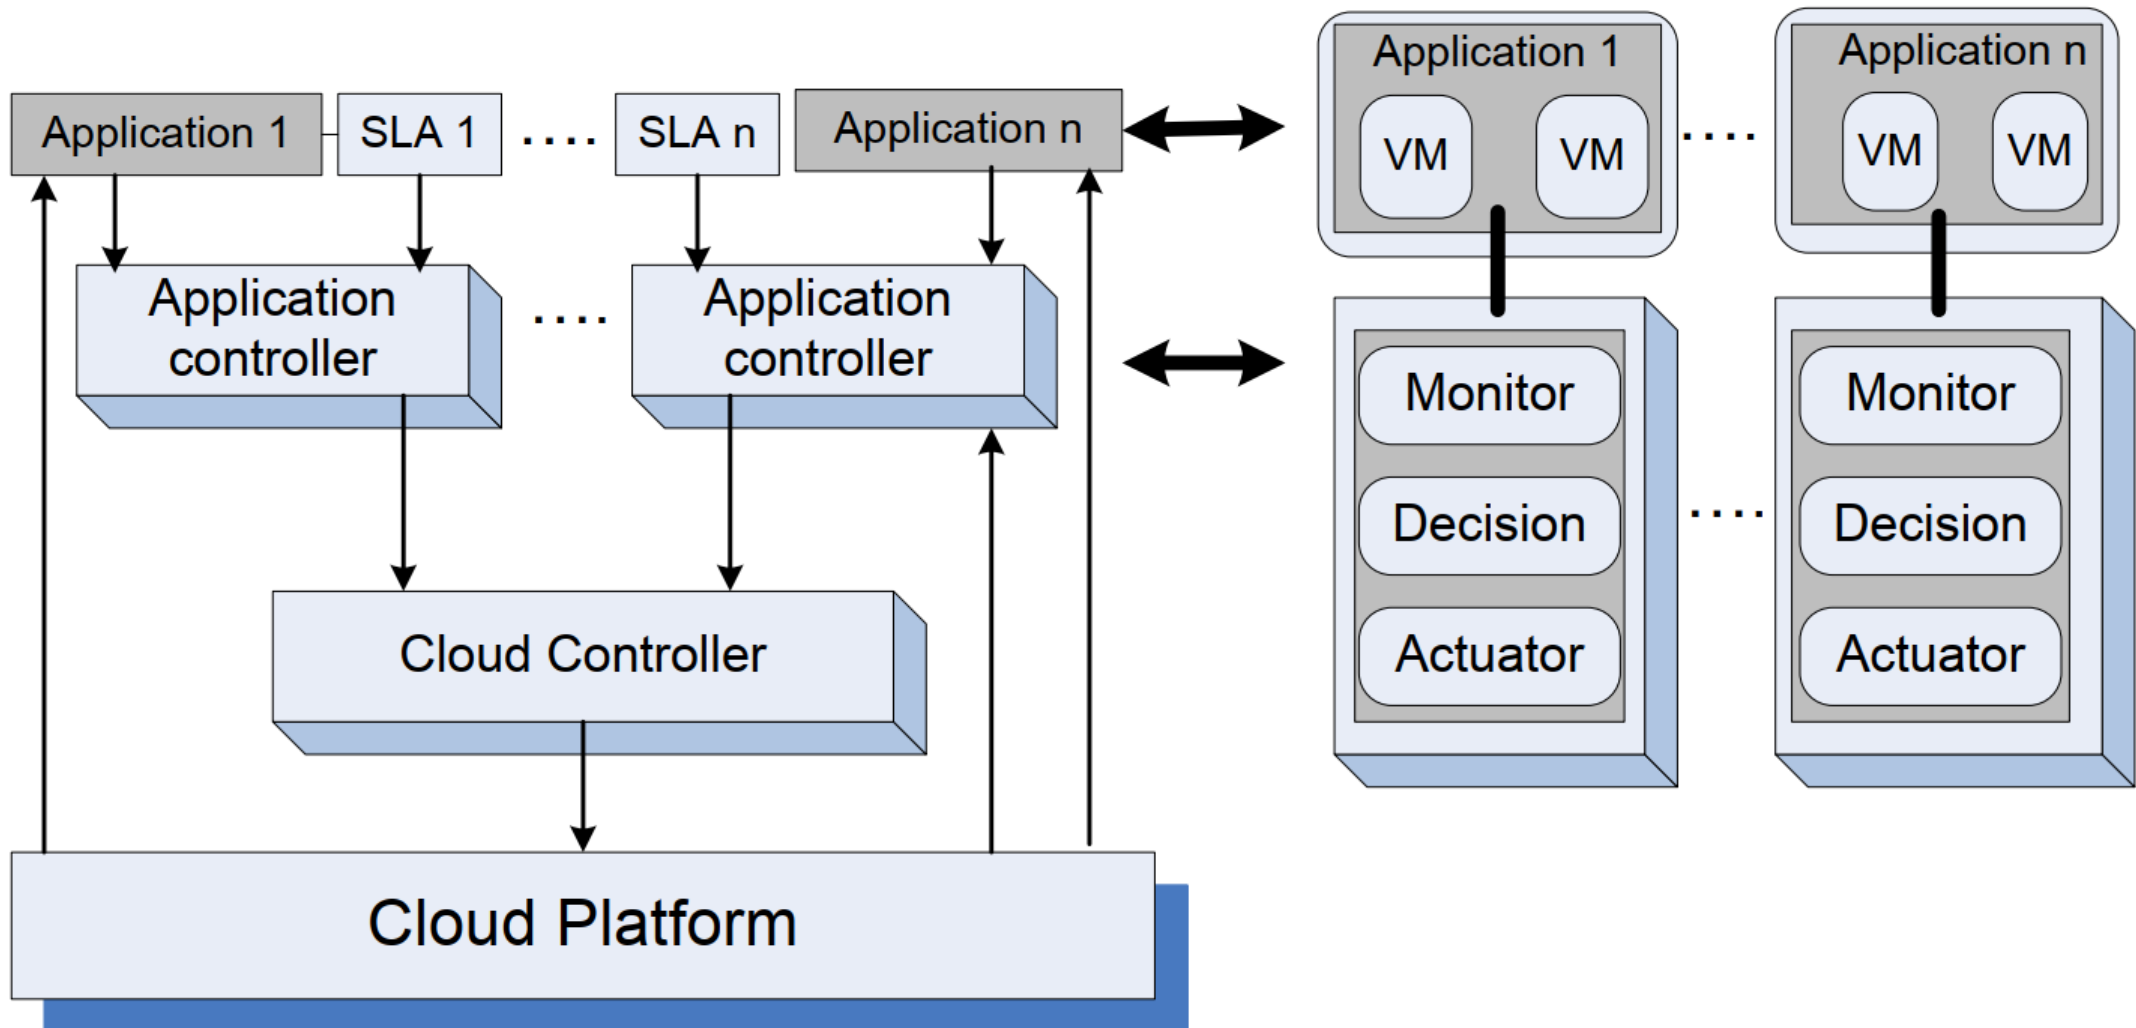 Application 1
SLA 1
. . . .
SLA n
Application n
Application
controller
. . . .
Application
controller
Cloud Controller
Cloud Platform
Application 1
VM
VM
. . . .
Application n
VM
VM
Monitor
Decision
Actuator
. . . .
Monitor
Decision
Actuator